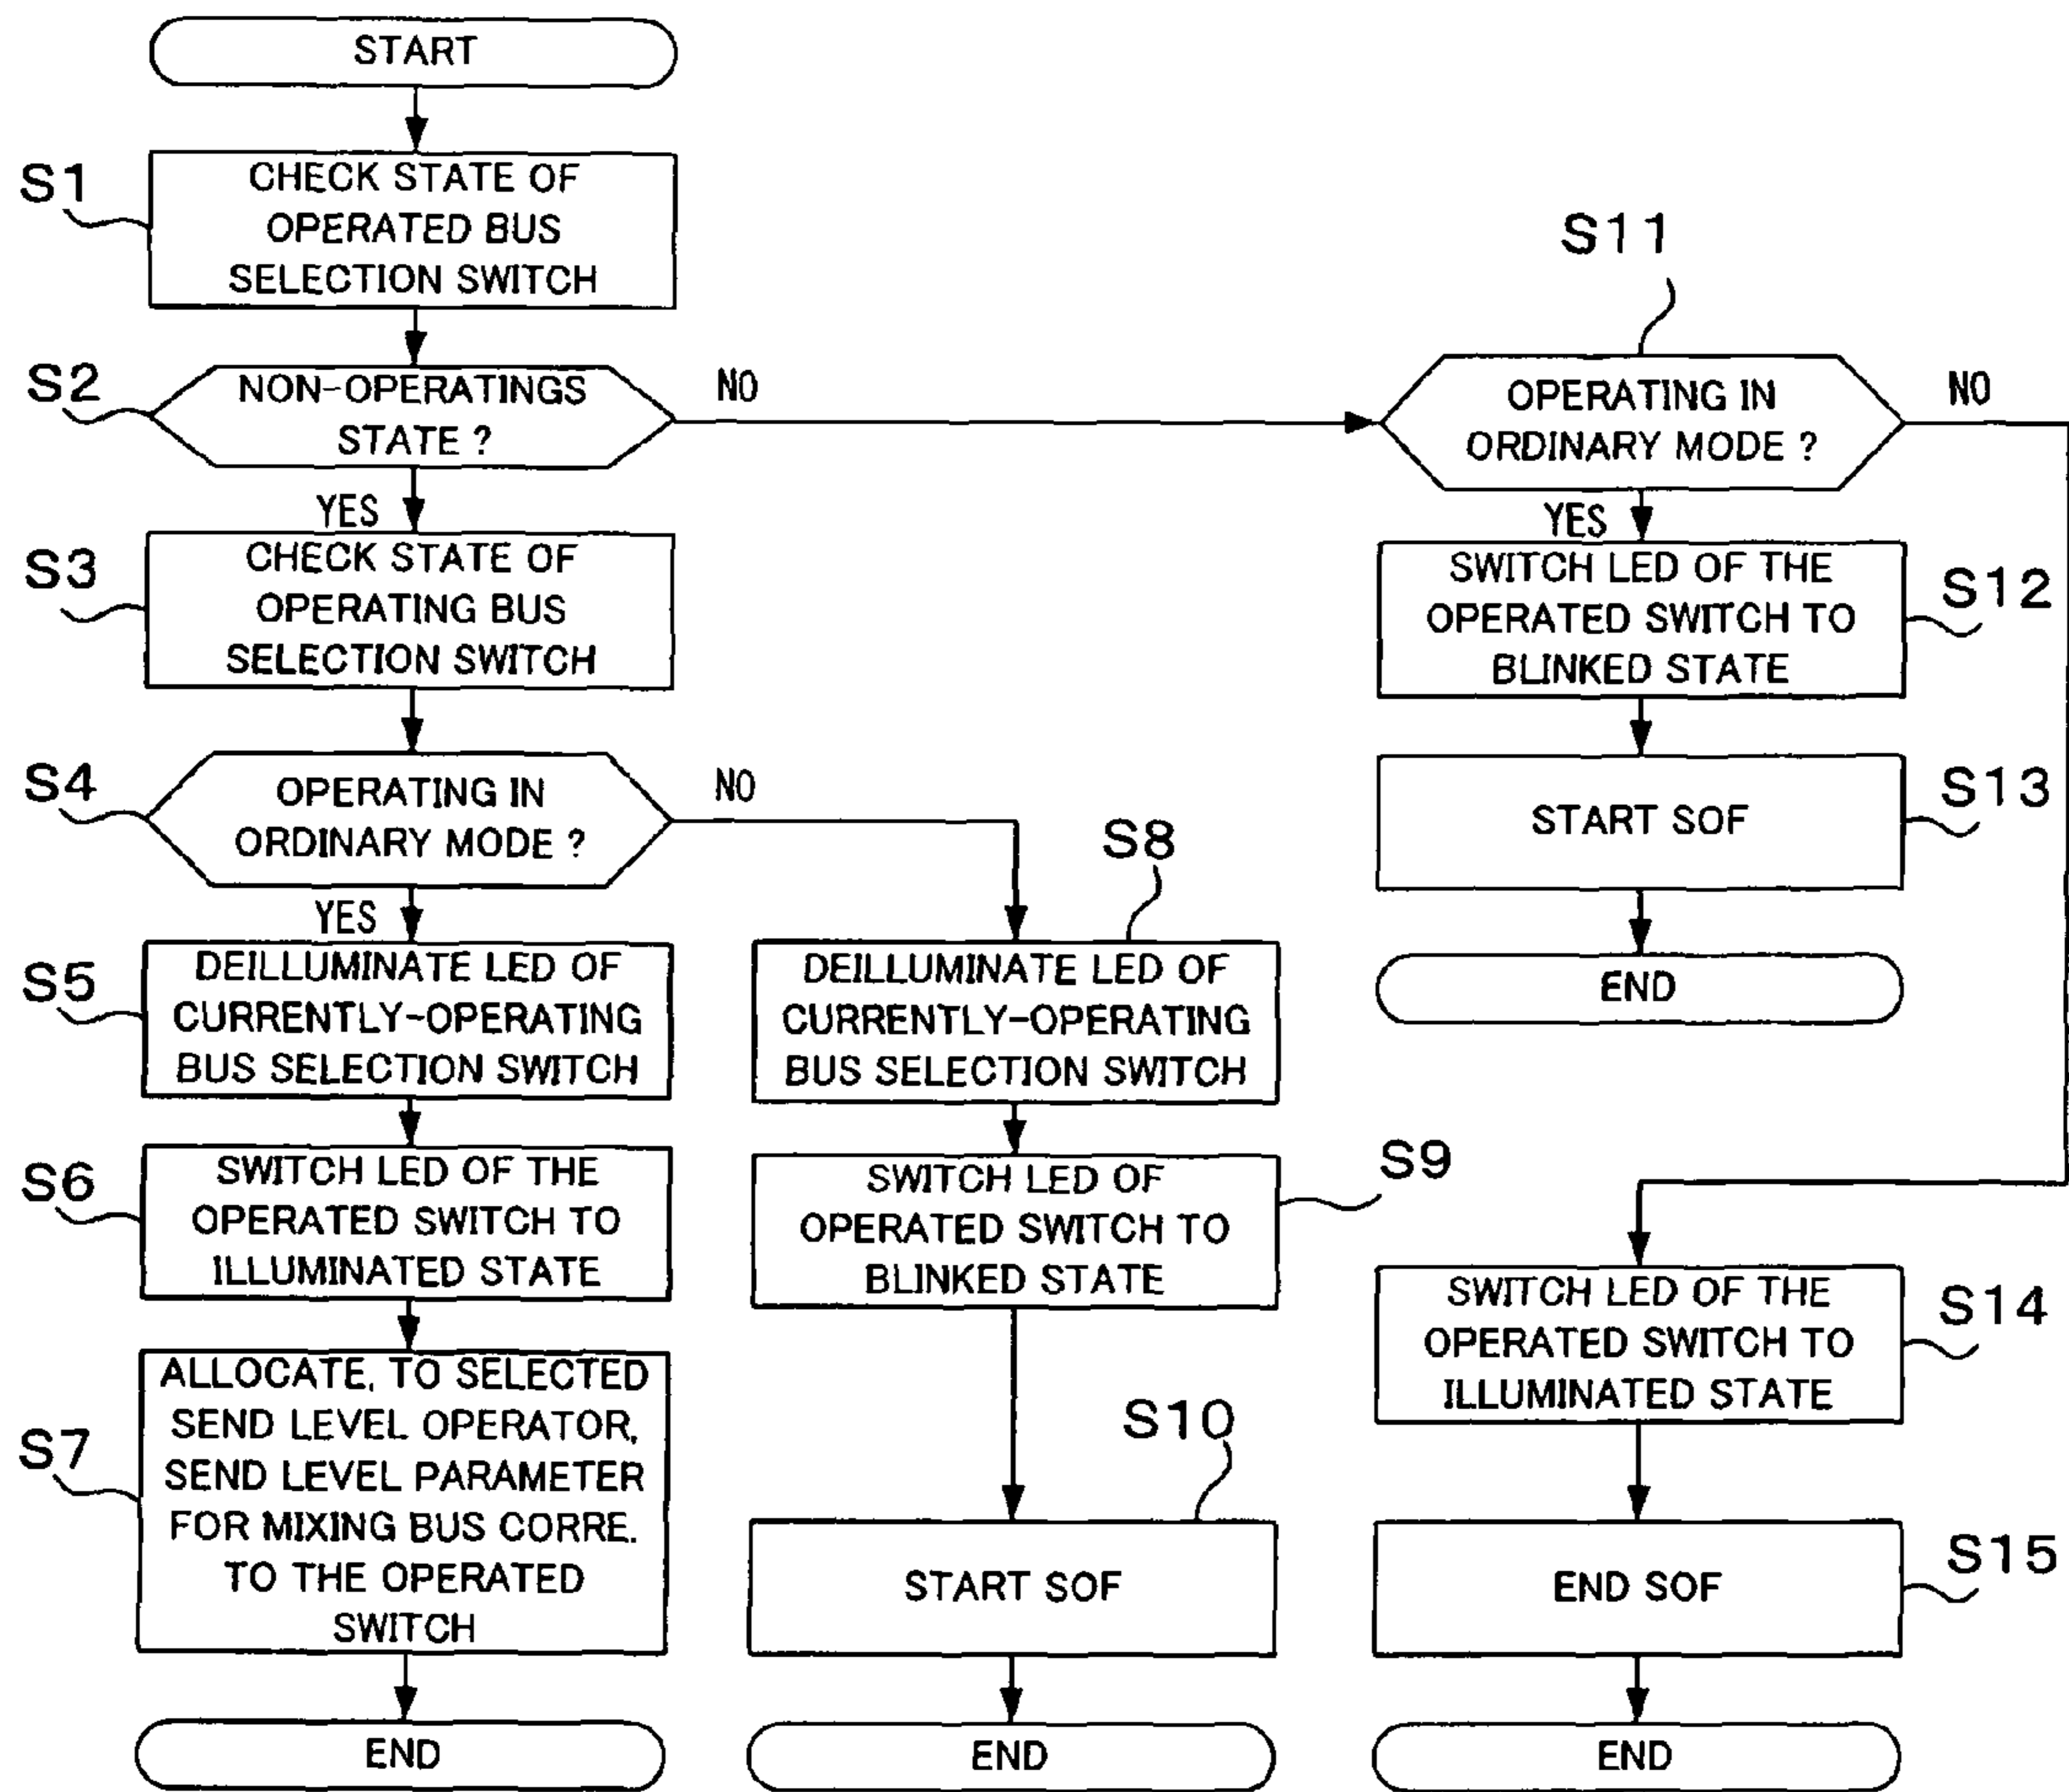 START
S1
CHECK STATE OF
OPERATED BUS
SELECTION SWITCH
S2
NON-OPERATINGS
STATE ?
NO
YES
S3
CHECK STATE OF
OPERATING BUS
SELECTION SWITCH
S4
OPERATING IN
ORDINARY MODE ?
NO
YES
S5
DEILLUMINATE LED OF
CURRENTLY-OPERATING
BUS SELECTION SWITCH
S6
SWITCH LED OF THE
OPERATED SWITCH TO
ILLUMINATED STATE
S7
ALLOCATE, TO SELECTED
SEND LEVEL OPERATOR,
SEND LEVEL PARAMETER
FOR MIXING BUS CORRE.
TO THE OPERATED
SWITCH
END
S8
DEILLUMINATE LED OF
CURRENTLY-OPERATING
BUS SELECTION SWITCH
S9
SWITCH LED OF
OPERATED SWITCH TO
BLINKED STATE
S10
START SOF
END
S11
OPERATING IN
ORDINARY MODE ?
NO
YES
SWITCH LED OF THE
OPERATED SWITCH TO
BLINKED STATE
S12
START SOF
S13
END
SWITCH LED OF THE
OPERATED SWITCH TO
ILLUMINATED STATE
S14
END SOF
S15
END